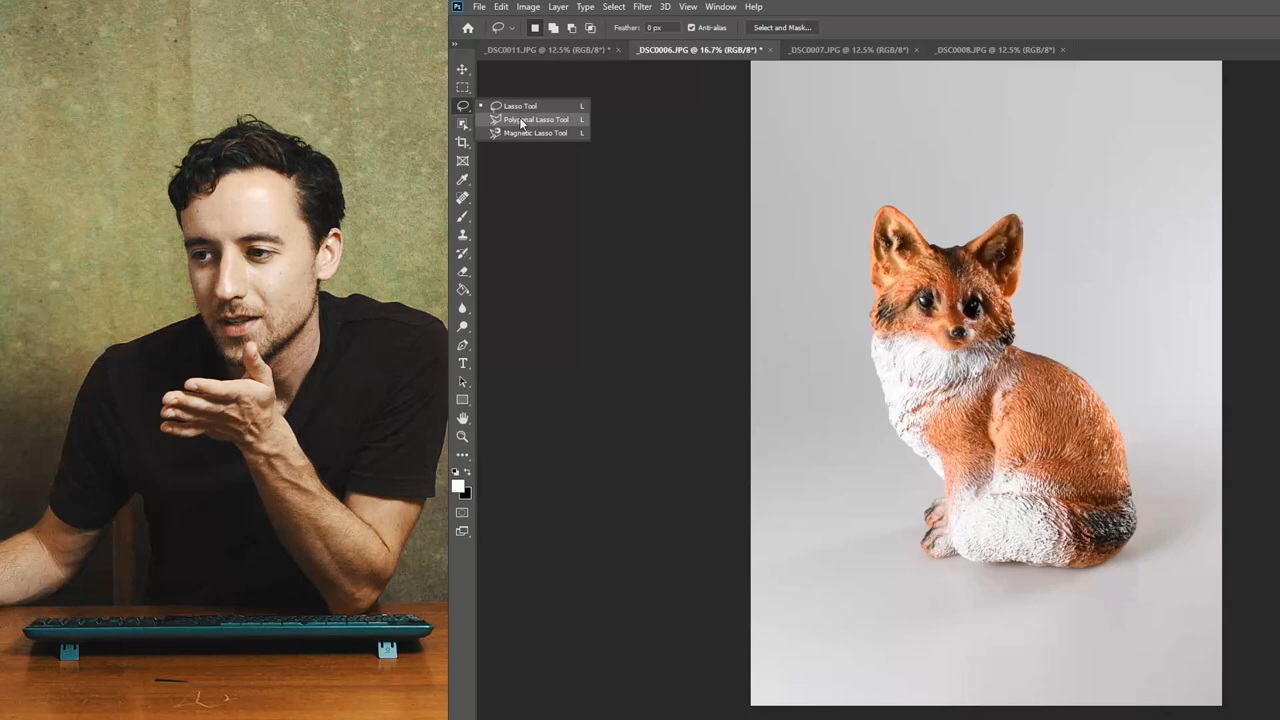 Ps File Edit Image Layer Type Select Filter 3D View Window Help
Feather: 0 px Anti-alias Select and Mask...
_DSC0011.JPG @ 12.5% (RGB/8*) * × _DSC0006.JPG @ 16.7% (RGB/8*) * × _DSC0007.JPG @ 12.5% (RGB/8*) × _DSC0008.JPG @ 12.5% (RGB/8*) ×
Lasso Tool L
Polygonal Lasso Tool L
Magnetic Lasso Tool L
T